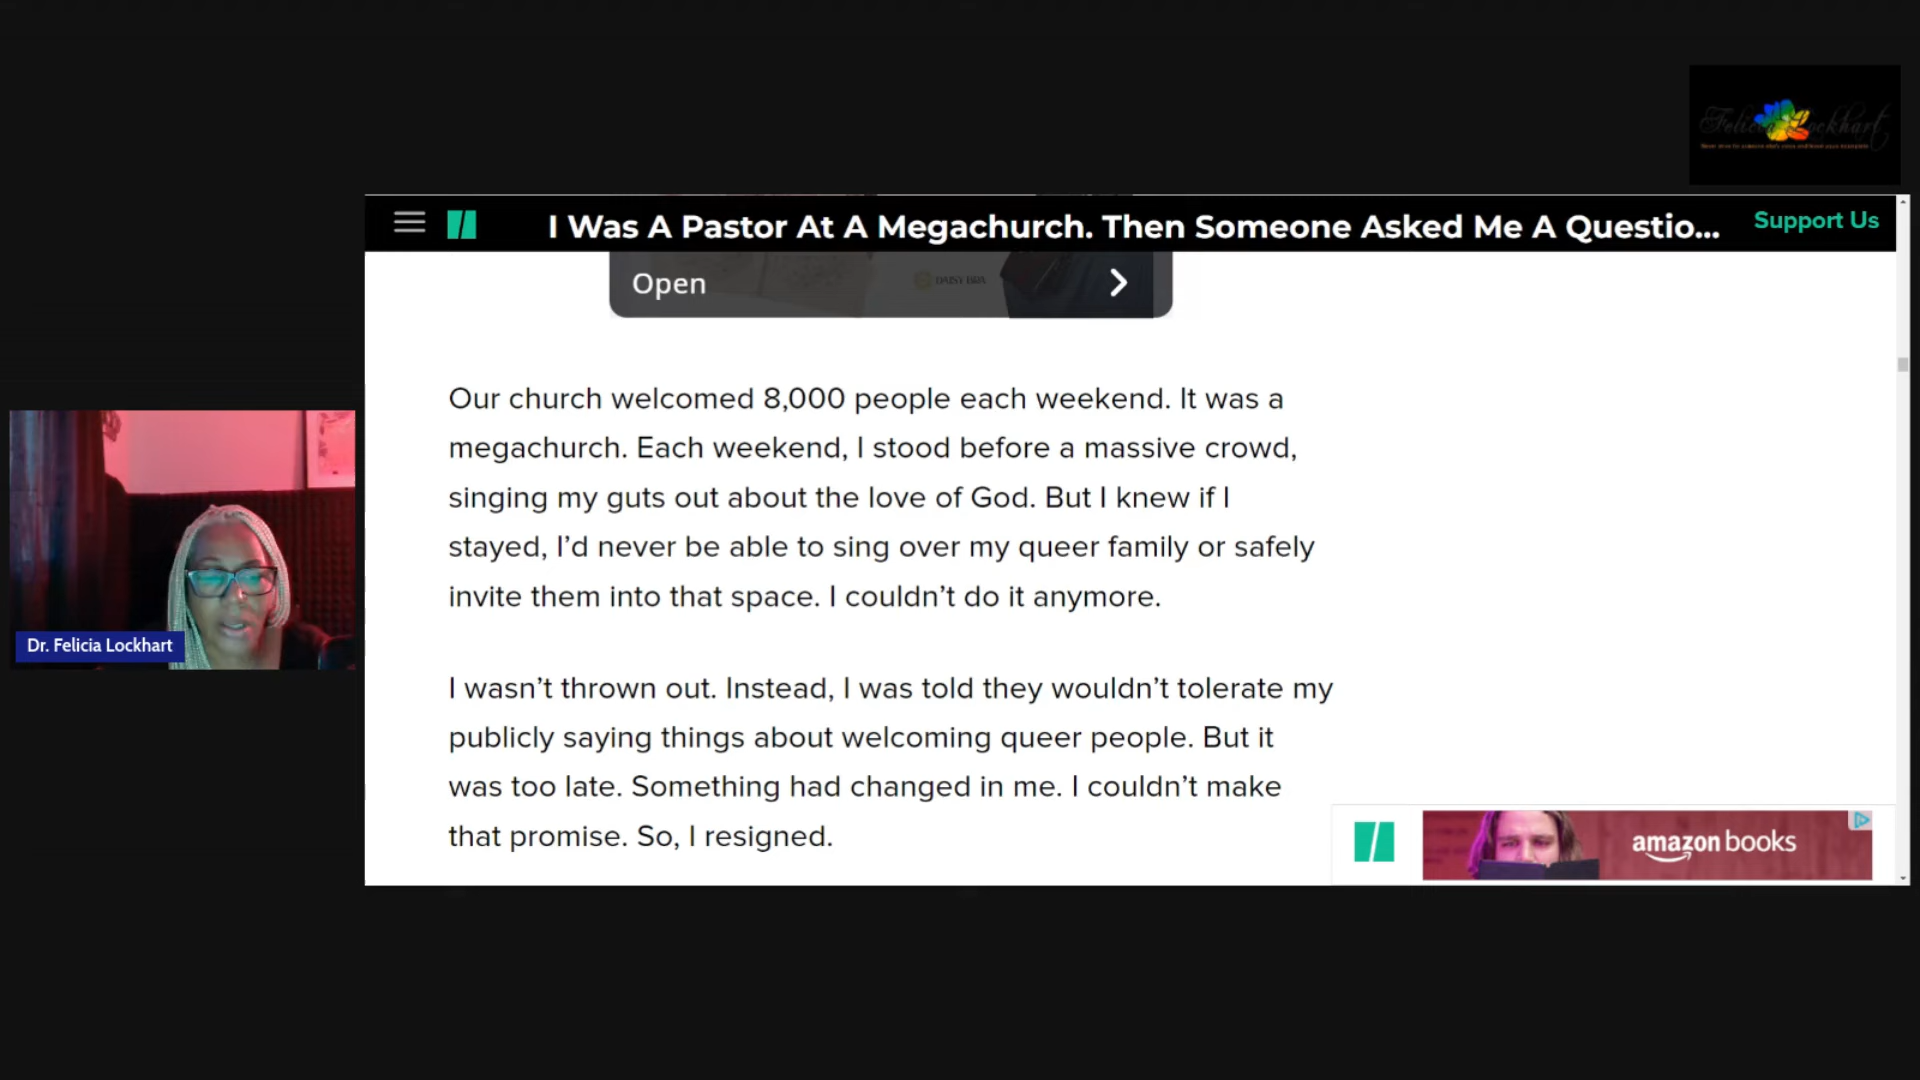 Felicia Lockhart
I Was A Pastor At A Megachurch. Then Someone Asked Me A Questio...
Support Us
Open
Our church welcomed 8,000 people each weekend. It was a
megachurch. Each weekend, I stood before a massive crowd,
singing my guts out about the love of God. But I knew if I
stayed, I’d never be able to sing over my queer family or safely
invite them into that space. I couldn’t do it anymore.
Dr. Felicia Lockhart
I wasn’t thrown out. Instead, I was told they wouldn’t tolerate my
publicly saying things about welcoming queer people. But it
was too late. Something had changed in me. I couldn’t make
that promise. So, I resigned.
amazon books